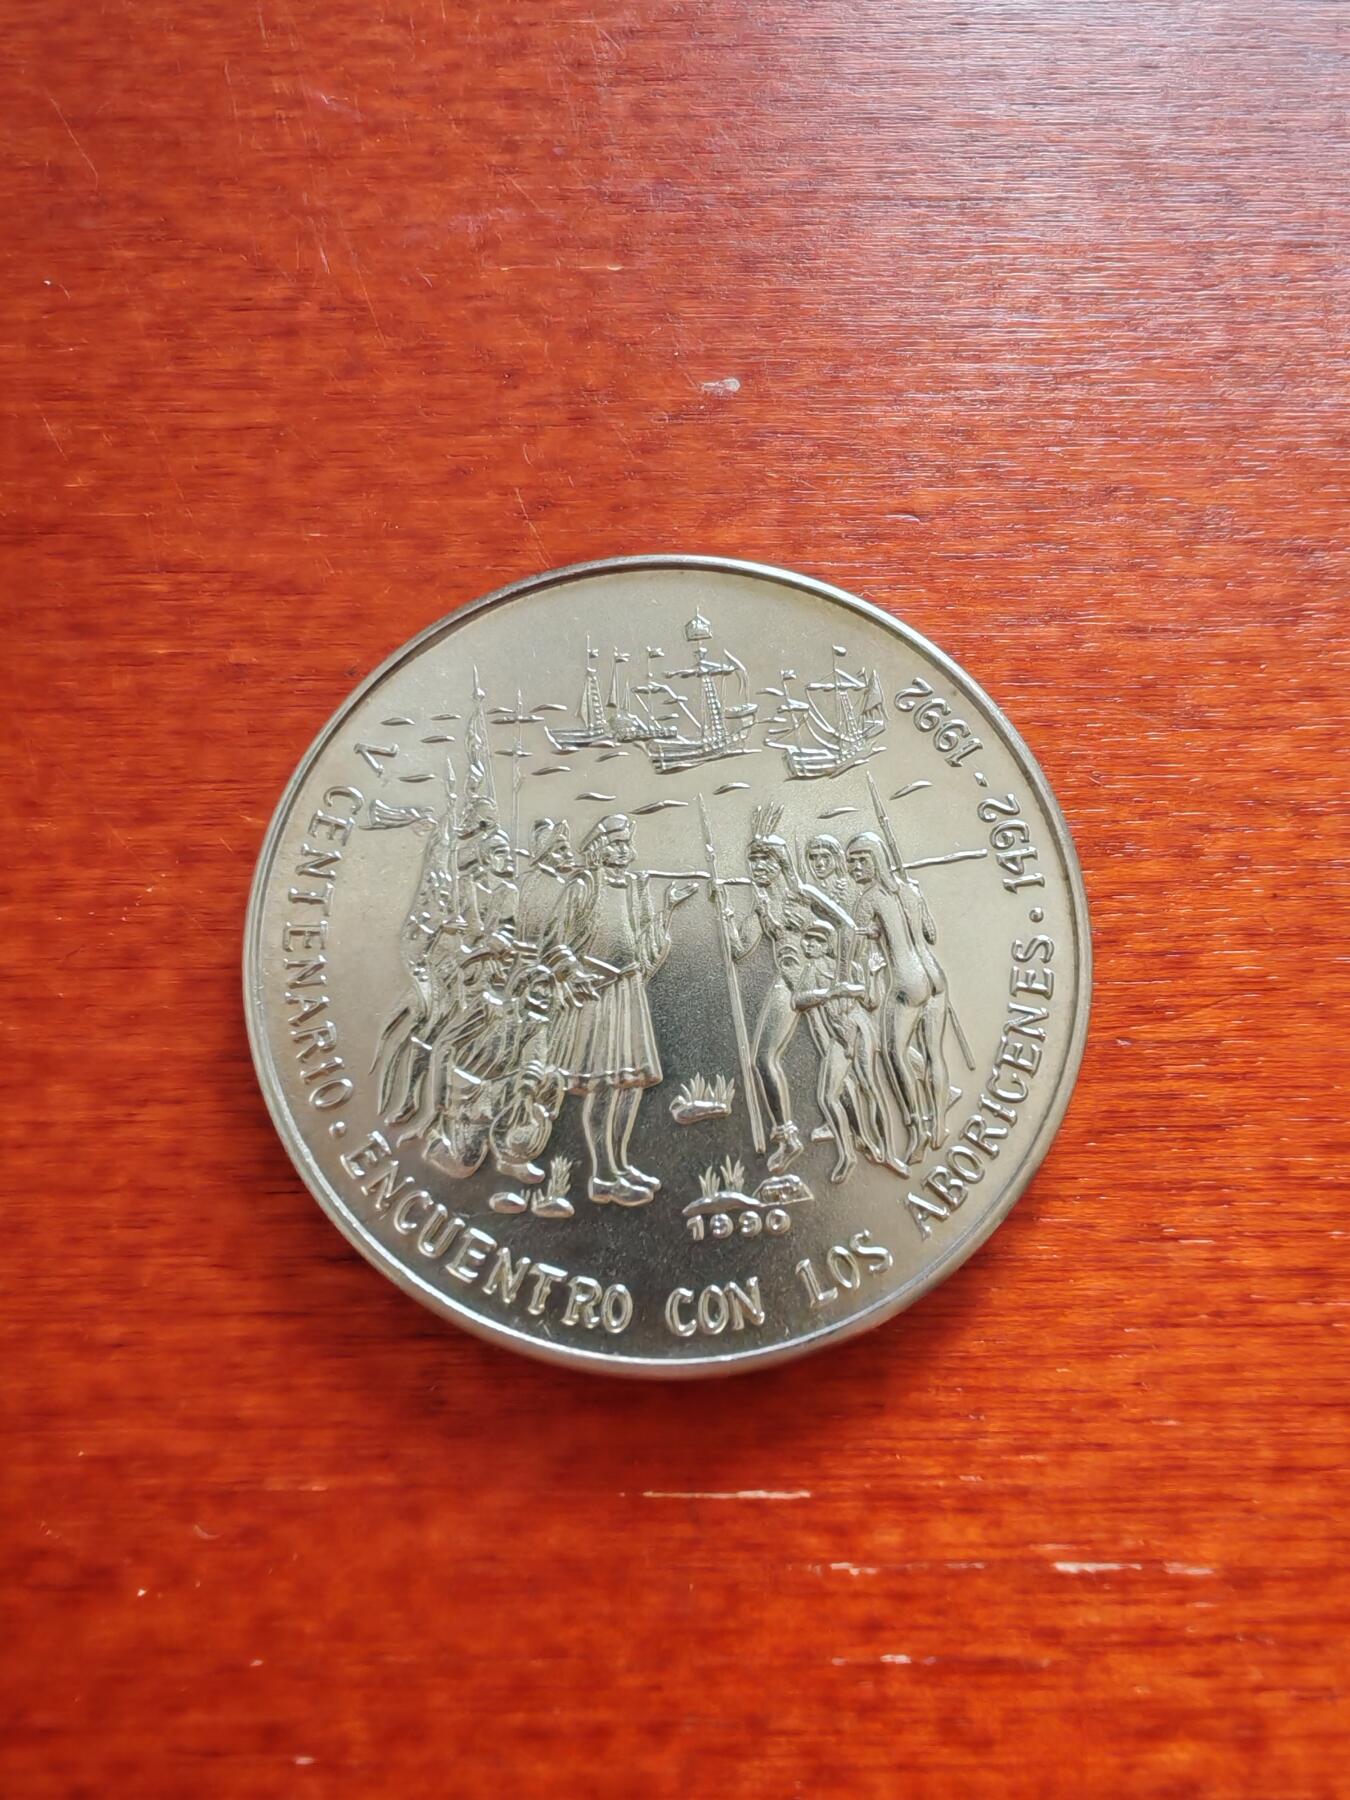 V CENTENARIO • ENCUENTRO CON LOS ABORIGENES • 1492 - 1992
1990